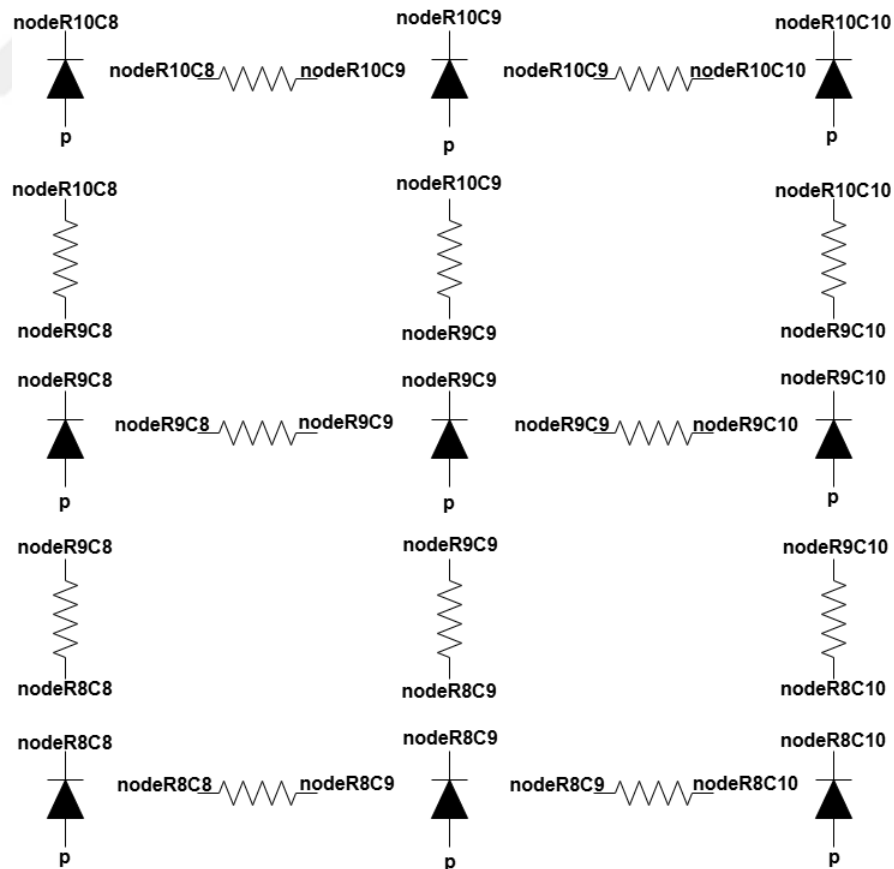 nodeR10C8 nodeR10C9 nodeR10C10
nodeR10C8 nodeR10C9 nodeR10C9 nodeR10C10
p p p
nodeR10C8 nodeR10C9 nodeR10C10
nodeR9C8 nodeR9C9 nodeR9C10
nodeR9C8 nodeR9C9 nodeR9C10
nodeR9C8 nodeR9C9 nodeR9C9 nodeR9C10
p p p
nodeR9C8 nodeR9C9 nodeR9C10
nodeR8C8 nodeR8C9 nodeR8C10
nodeR8C8 nodeR8C9 nodeR8C10
nodeR8C8 nodeR8C9 nodeR8C9 nodeR8C10
p p p